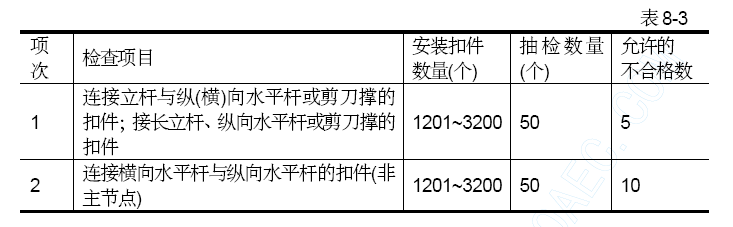 表 8-3
项次 检查项目 安装扣件数量(个) 抽检数量(个) 允许的不合格数
1 连接立杆与纵(横)向水平杆或剪刀撑的扣件；接长立杆、纵向水平杆或剪刀撑的扣件 1201~3200 50 5
2 连接横向水平杆与纵向水平杆的扣件(非主节点) 1201~3200 50 10